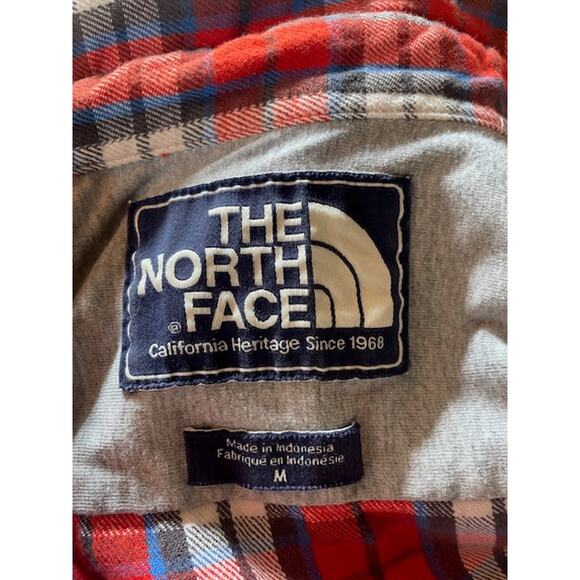 THE
NORTH
® FACE
California Heritage Since 1968
Made in Indonesia
Fabriqué en Indonésie
M